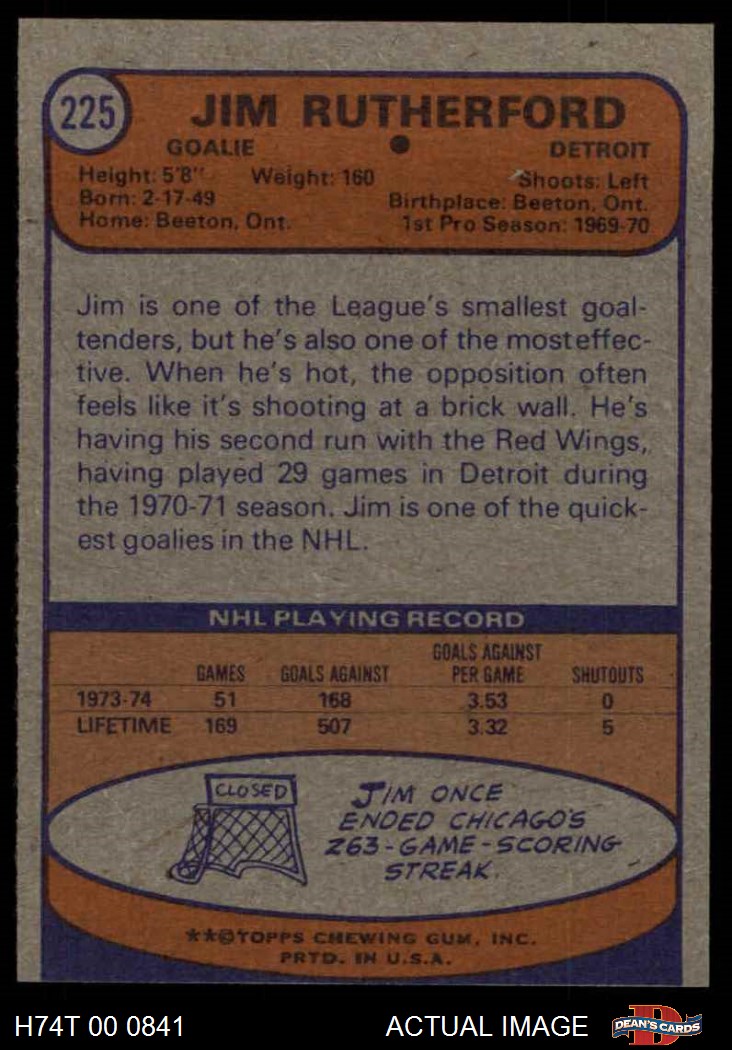 225
JIM RUTHERFORD
GOALIE • DETROIT
Height: 5'8" Weight: 160 Shoots: Left
Born: 2-17-49 Birthplace: Beeton, Ont.
Home: Beeton, Ont. 1st Pro Season: 1969-70
Jim is one of the League's smallest goal-
tenders, but he's also one of the most effec-
tive. When he's hot, the opposition often
feels like it's shooting at a brick wall. He's
having his second run with the Red Wings,
having played 29 games in Detroit during
the 1970-71 season. Jim is one of the quick-
est goalies in the NHL.
NHL PLAYING RECORD
GAMES GOALS AGAINST GOALS AGAINST PER GAME SHUTOUTS
1973-74 51 168 3.53 0
LIFETIME 169 507 3.32 5
CLOSED
JIM ONCE
ENDED CHICAGO'S
263-GAME-SCORING
STREAK.
**©TOPPS CHEWING GUM, INC.
PRTD. IN U.S.A.
H74T 00 0841 ACTUAL IMAGE D DEAN'S CARDS